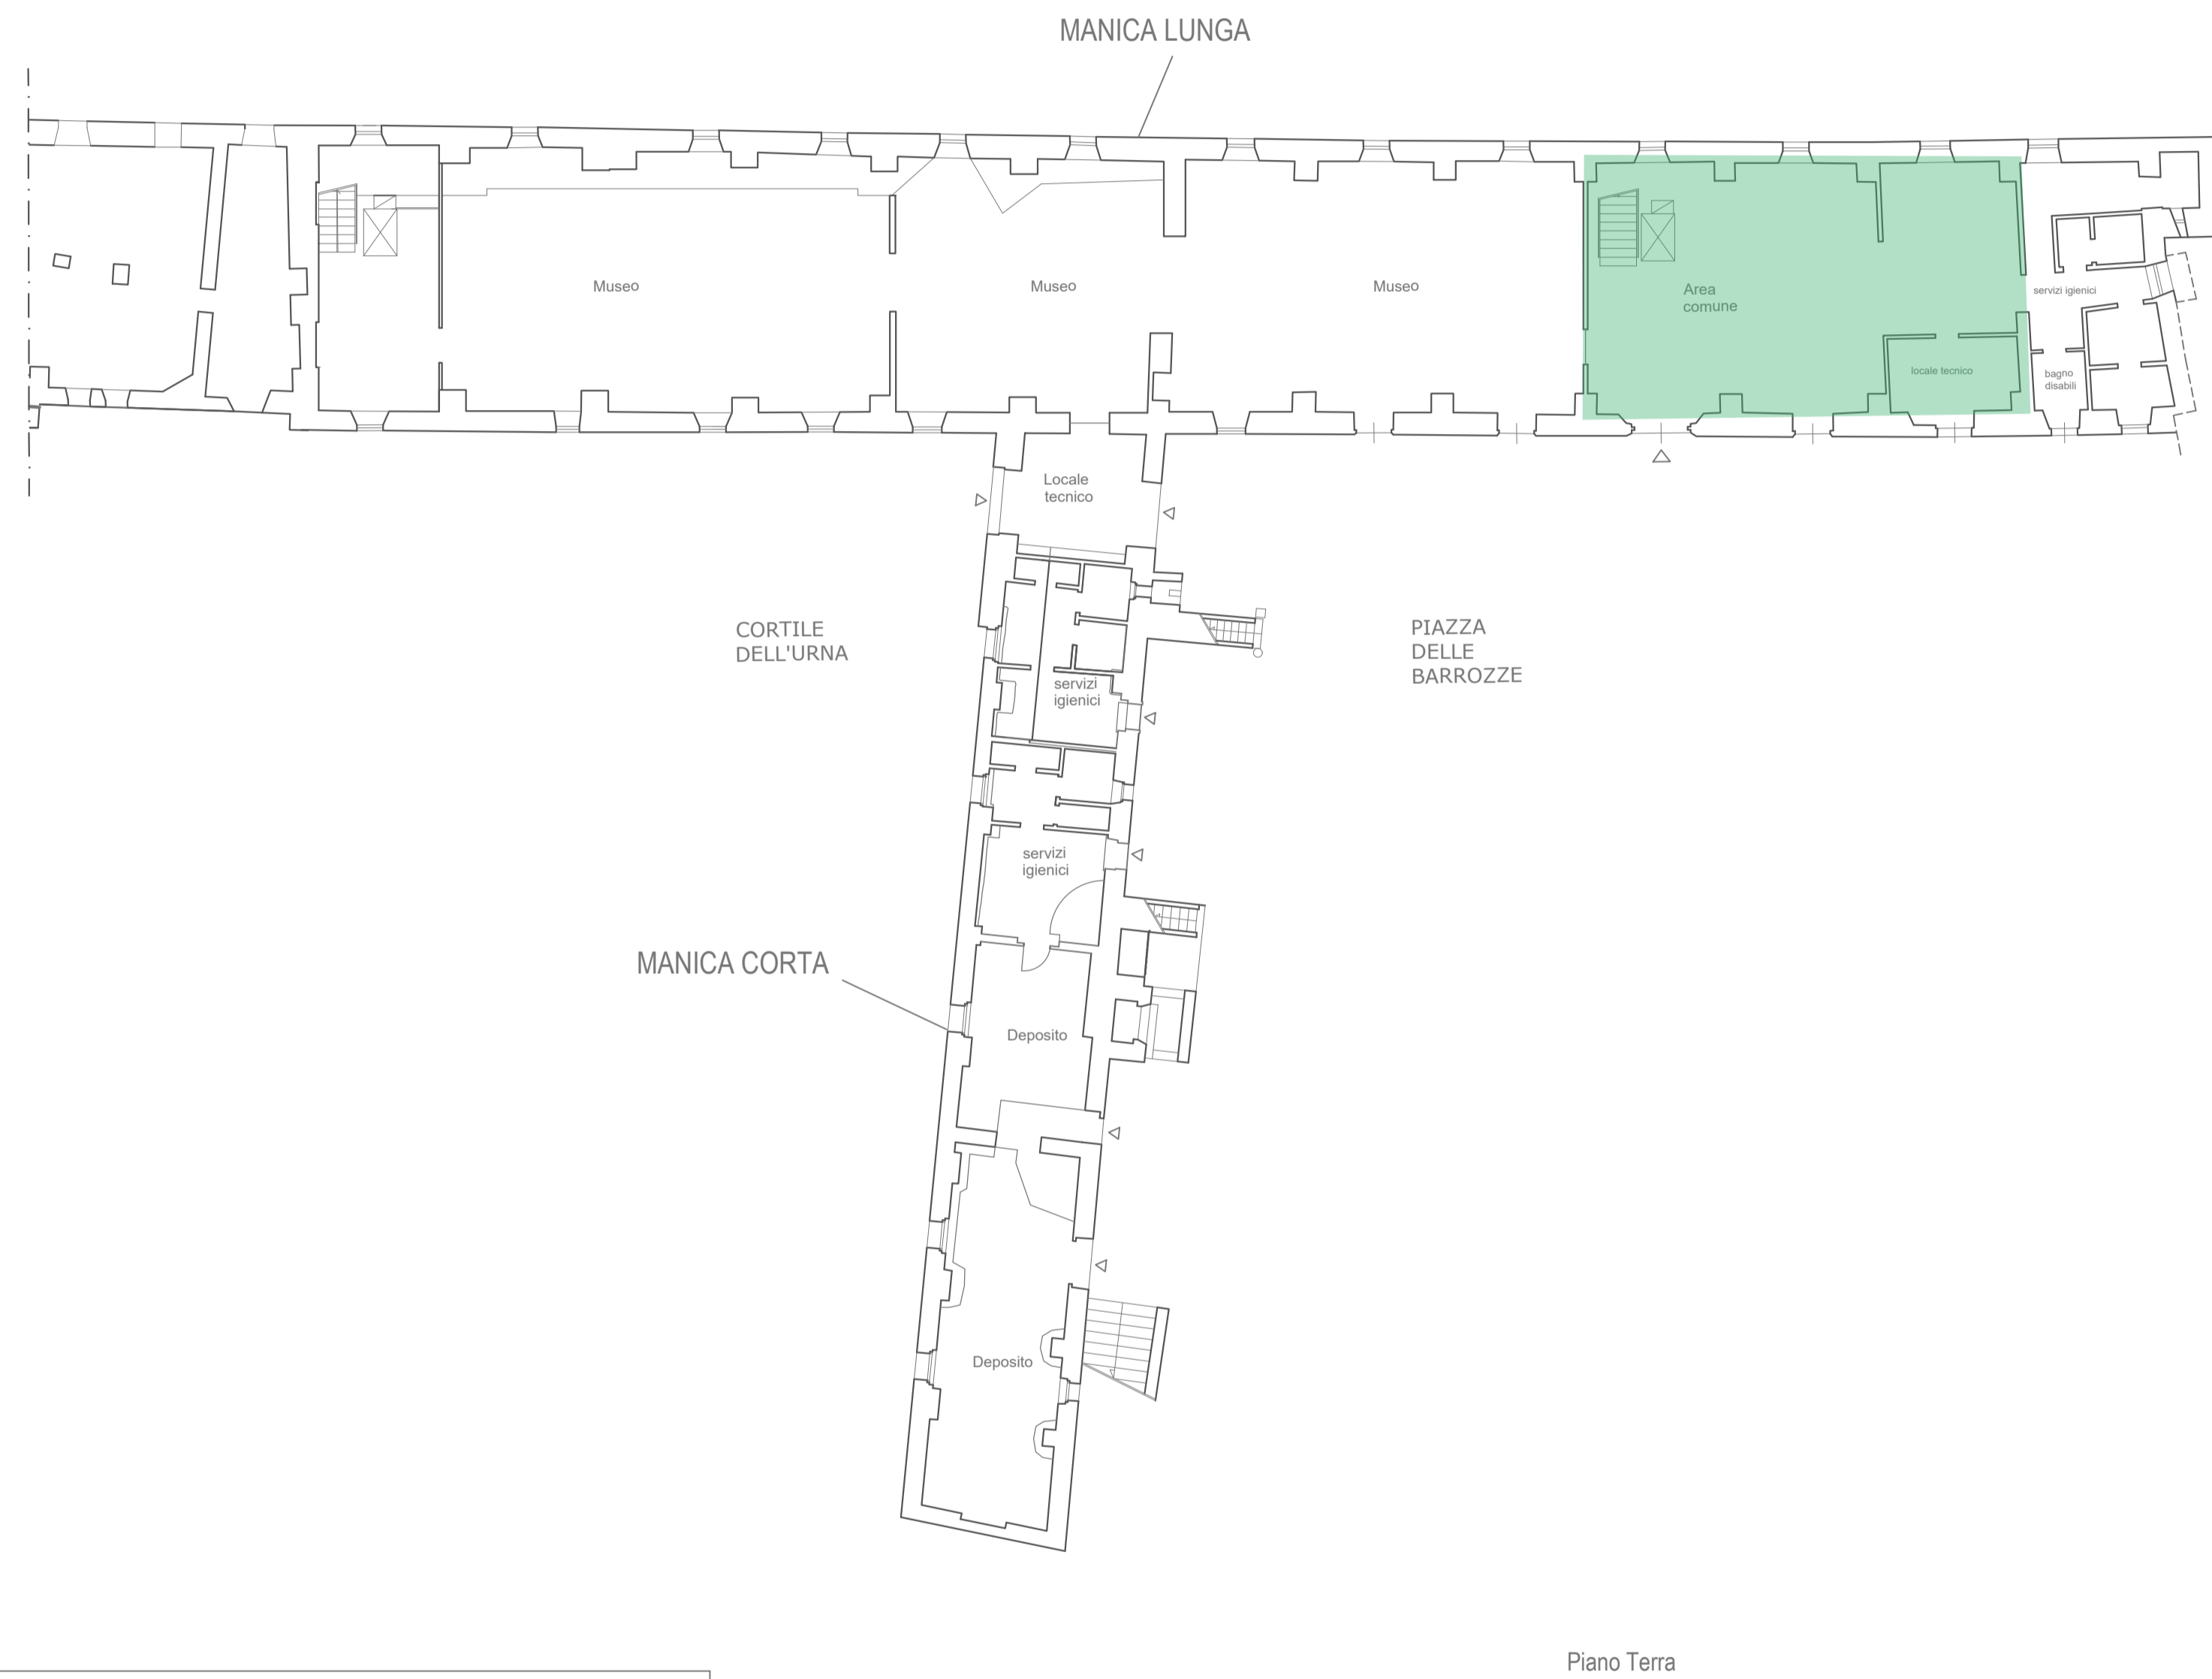 MANICA LUNGA
Museo
Museo
Museo
Area
comune
servizi igienici
locale tecnico
bagno
disabili
Locale
tecnico
CORTILE
DELL'URNA
PIAZZA
DELLE
BARROZZE
servizi
igienici
servizi
igienici
MANICA CORTA
Deposito
Deposito
Piano Terra